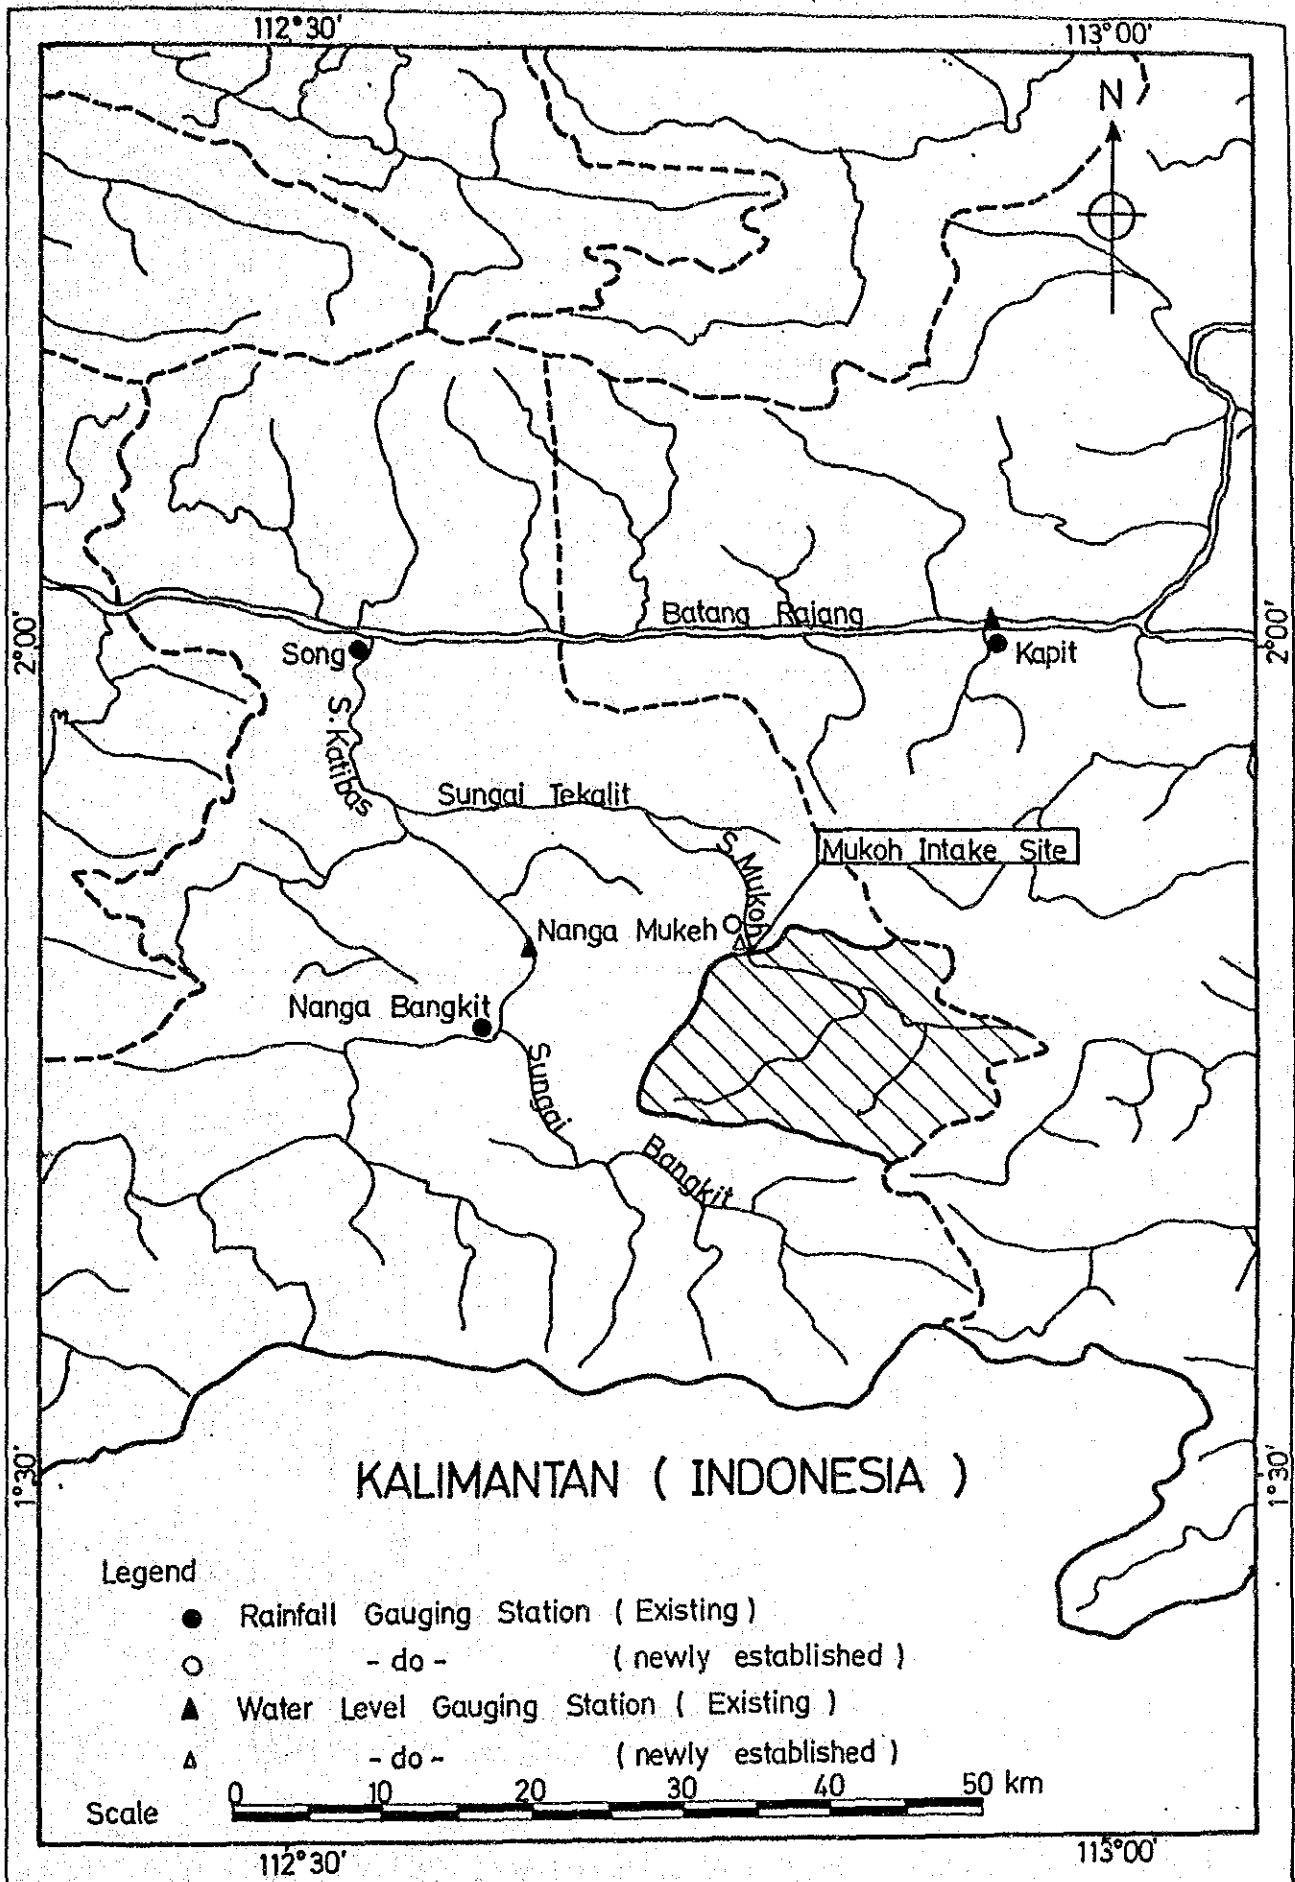 112°30'
113°00'
N
Batang Rajang
2°00'
2°00'
Song
Kapit
S. Katibas
Sungai Tekalit
S. Mukoh
Mukoh Intake Site
Nanga Mukeh
Nanga Bangkit
Sungai Bangkit
1°30'
1°30'
KALIMANTAN ( INDONESIA )
Legend
Rainfall Gauging Station ( Existing )
- do - ( newly established )
Water Level Gauging Station ( Existing )
- do - ( newly established )
Scale 0 10 20 30 40 50 km
112°30'
113°00'